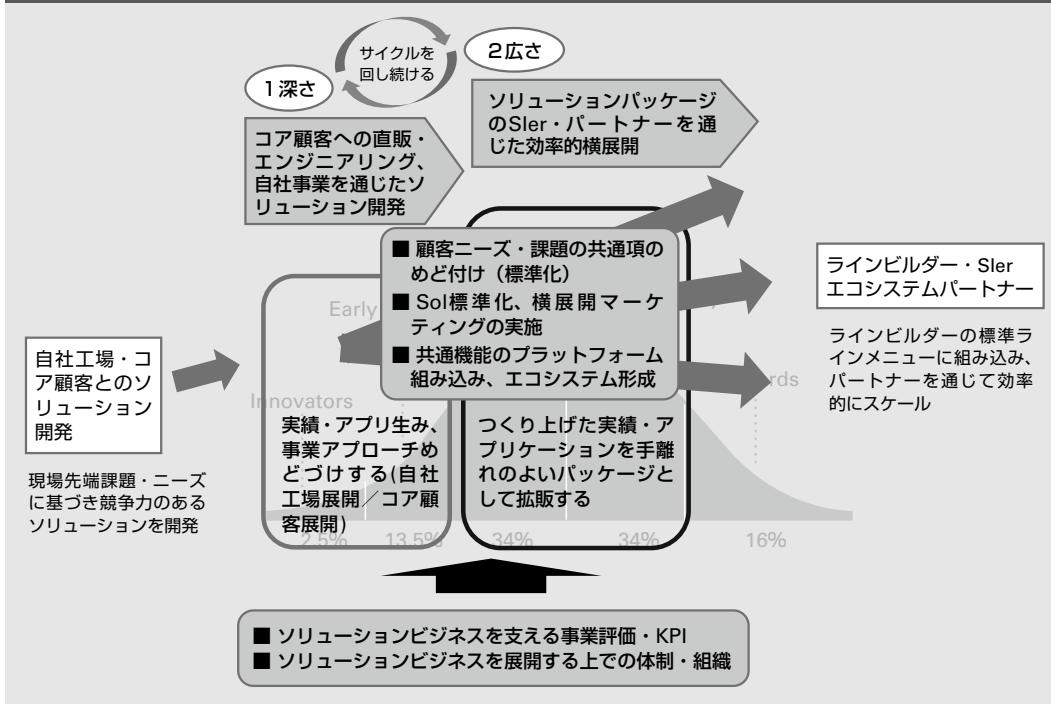 サイクルを
回し続ける
1深さ
2広さ
コア顧客への直販・
エンジニアリング、
自社事業を通じたソ
リューション開発
ソリューションパッケージ
のSIer・パートナーを通
じた効率的横展開
■ 顧客ニーズ・課題の共通項の
めど付け（標準化）
■ Sol標準化、横展開マーケ
ティングの実施
■ 共通機能のプラットフォーム
組み込み、エコシステム形成
自社工場・コ
ア顧客とのソ
リューション
開発
現場先端課題・ニーズ
に基づき競争力のある
ソリューションを開発
Early
Innovators
実績・アプリ生み、
事業アプローチめ
どづけする(自社
工場展開／コア顧
客展開)
つくり上げた実績・ア
プリケーションを手離
れのよいパッケージと
して拡販する
2.5%
13.5%
34%
34%
16%
ラインビルダー・SIer
エコシステムパートナー
ラインビルダーの標準ラ
インメニューに組み込み、
パートナーを通じて効率
的にスケール
■ ソリューションビジネスを支える事業評価・KPI
■ ソリューションビジネスを展開する上での体制・組織